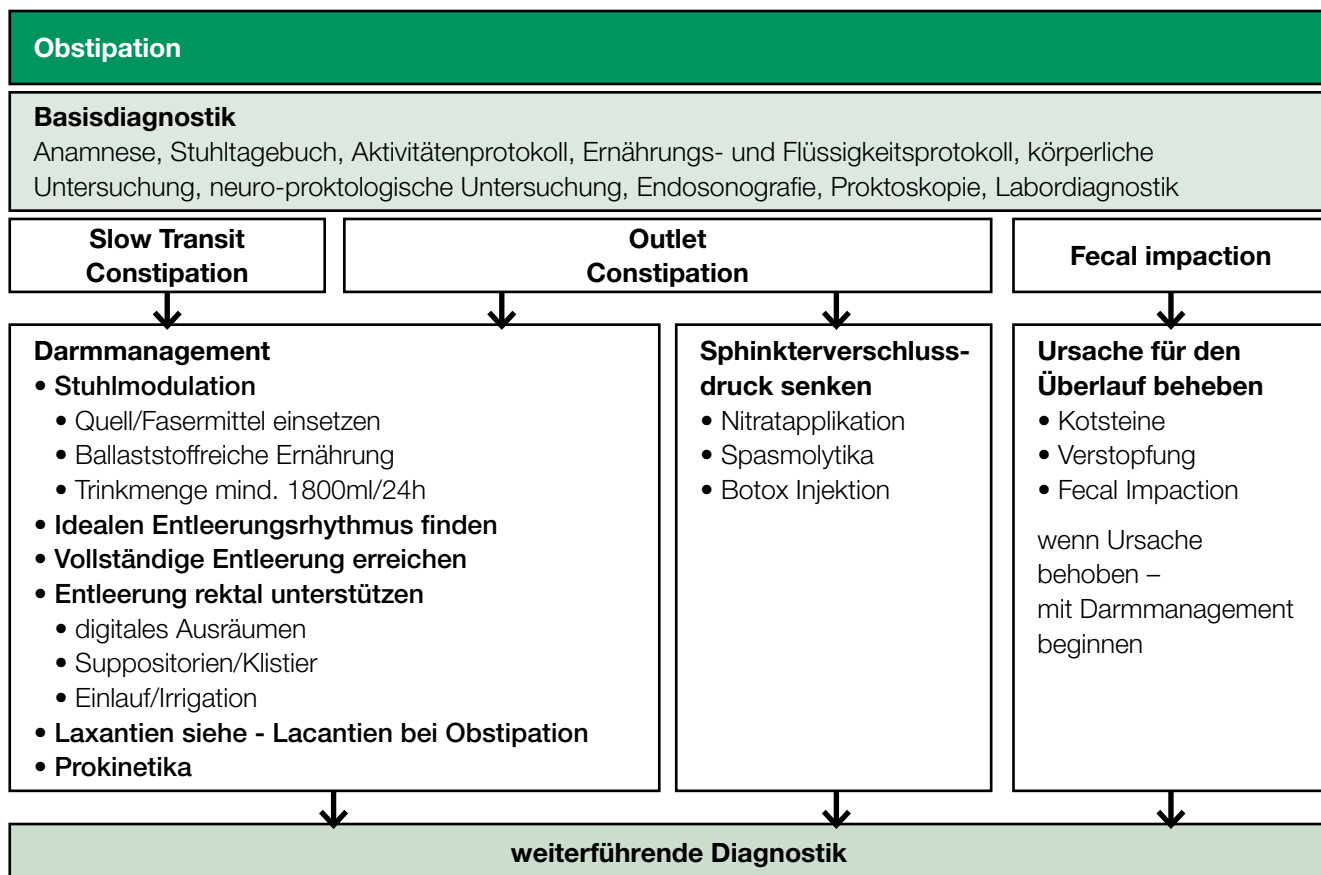 Obstipation
Basisdiagnostik
Anamnese, Stuhltagebuch, Aktivitätenprotokoll, Ernährungs- und Flüssigkeitsprotokoll, körperliche
Untersuchung, neuro-proktologische Untersuchung, Endosonografie, Proktoskopie, Labordiagnostik
Slow Transit
Constipation
Outlet
Constipation
Fecal impaction
Darmmanagement
• Stuhlmodulation
• Quell/Fasermittel einsetzen
• Ballaststoffreiche Ernährung
• Trinkmenge mind. 1800ml/24h
• Idealen Entleerungsrhythmus finden
• Vollständige Entleerung erreichen
• Entleerung rektal unterstützen
• digitales Ausräumen
• Suppositorien/Klistier
• Einlauf/Irrigation
• Laxantien siehe - Lacantien bei Obstipation
• Prokinetika
Sphinkterverschluss-
druck senken
• Nitratapplikation
• Spasmolytika
• Botox Injektion
Ursache für den
Überlauf beheben
• Kotsteine
• Verstopfung
• Fecal Impaction
wenn Ursache
behoben –
mit Darmmanagement
beginnen
weiterführende Diagnostik